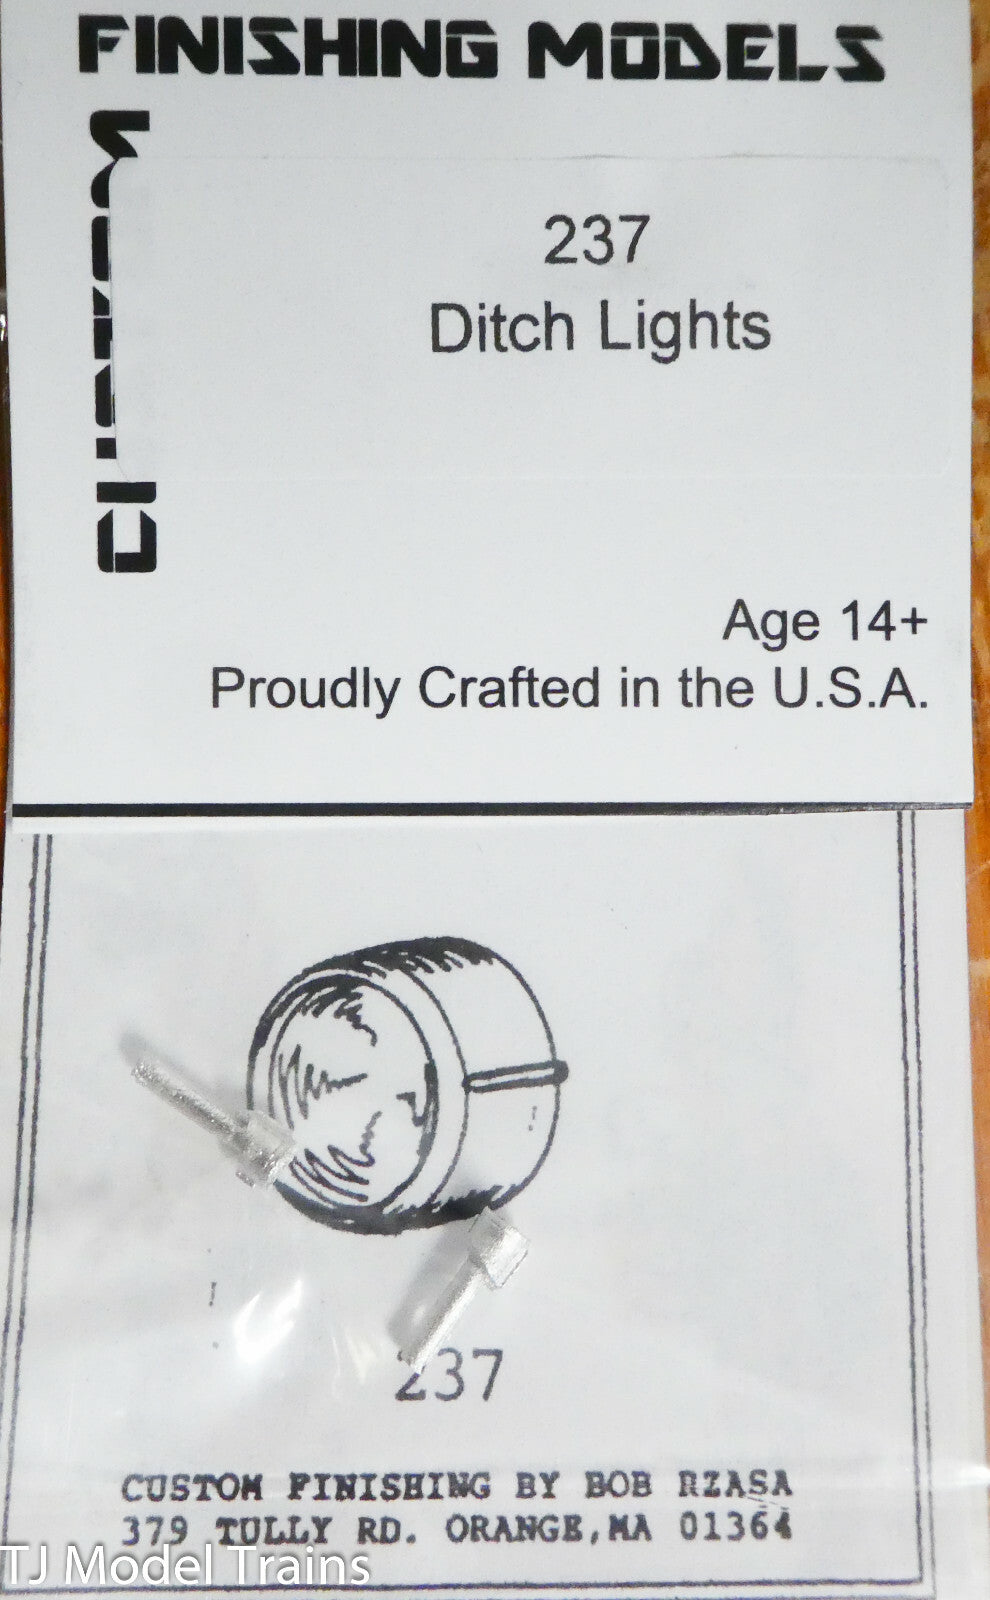 FINISHING MODELS
CUSTOM
237
Ditch Lights
Age 14+
Proudly Crafted in the U.S.A.
237
CUSTOM FINISHING BY BOB RZASA
379 TULLY RD. ORANGE, MA 01364
TJ Model Trains